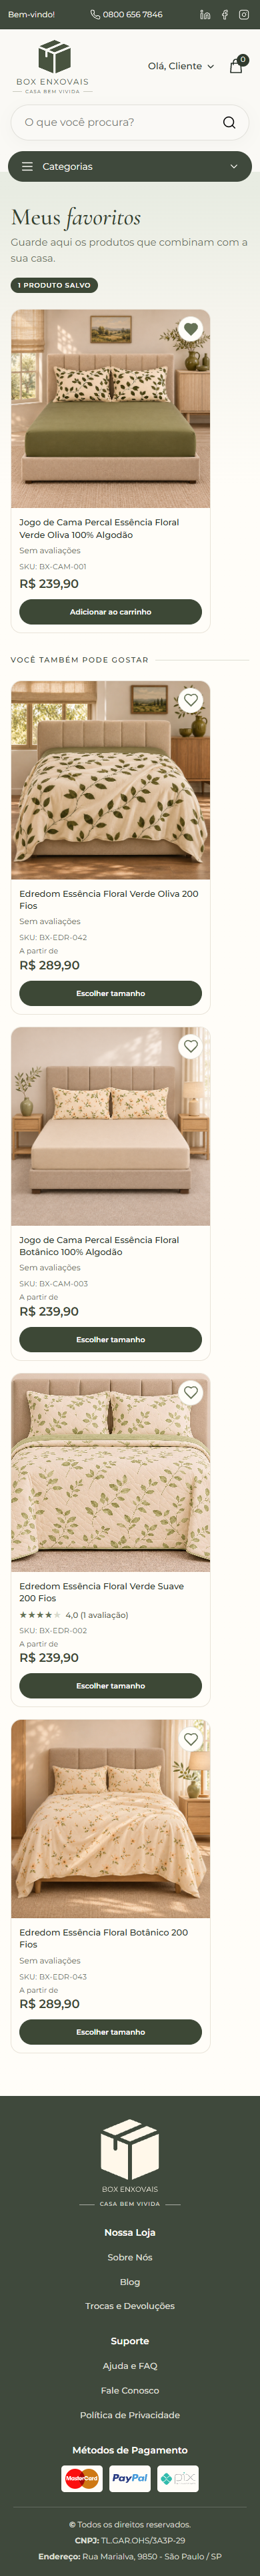 Bem-vindo!
0800 656 7846
BOX ENXOVAIS
CASA BEM VIVIDA
Olá, Cliente
0
O que você procura?
Categorias
Meus favoritos
Guarde aqui os produtos que combinam com a
sua casa.
1 PRODUTO SALVO
Jogo de Cama Percal Essência Floral
Verde Oliva 100% Algodão
Sem avaliações
SKU: BX-CAM-001
R$ 239,90
Adicionar ao carrinho
VOCÊ TAMBÉM PODE GOSTAR
Edredom Essência Floral Verde Oliva 200
Fios
Sem avaliações
SKU: BX-EDR-042
A partir de
R$ 289,90
Escolher tamanho
Jogo de Cama Percal Essência Floral
Botânico 100% Algodão
Sem avaliações
SKU: BX-CAM-003
A partir de
R$ 239,90
Escolher tamanho
Edredom Essência Floral Verde Suave
200 Fios
4,0 (1 avaliação)
SKU: BX-EDR-002
A partir de
R$ 239,90
Escolher tamanho
Edredom Essência Floral Botânico 200
Fios
Sem avaliações
SKU: BX-EDR-043
A partir de
R$ 289,90
Escolher tamanho
BOX ENXOVAIS
CASA BEM VIVIDA
Nossa Loja
Sobre Nós
Blog
Trocas e Devoluções
Suporte
Ajuda e FAQ
Fale Conosco
Política de Privacidade
Métodos de Pagamento
MasterCard PayPal pix
© Todos os direitos reservados.
CNPJ: TL.GAR.OHS/3A3P-29
Endereço: Rua Marialva, 9850 - São Paulo / SP